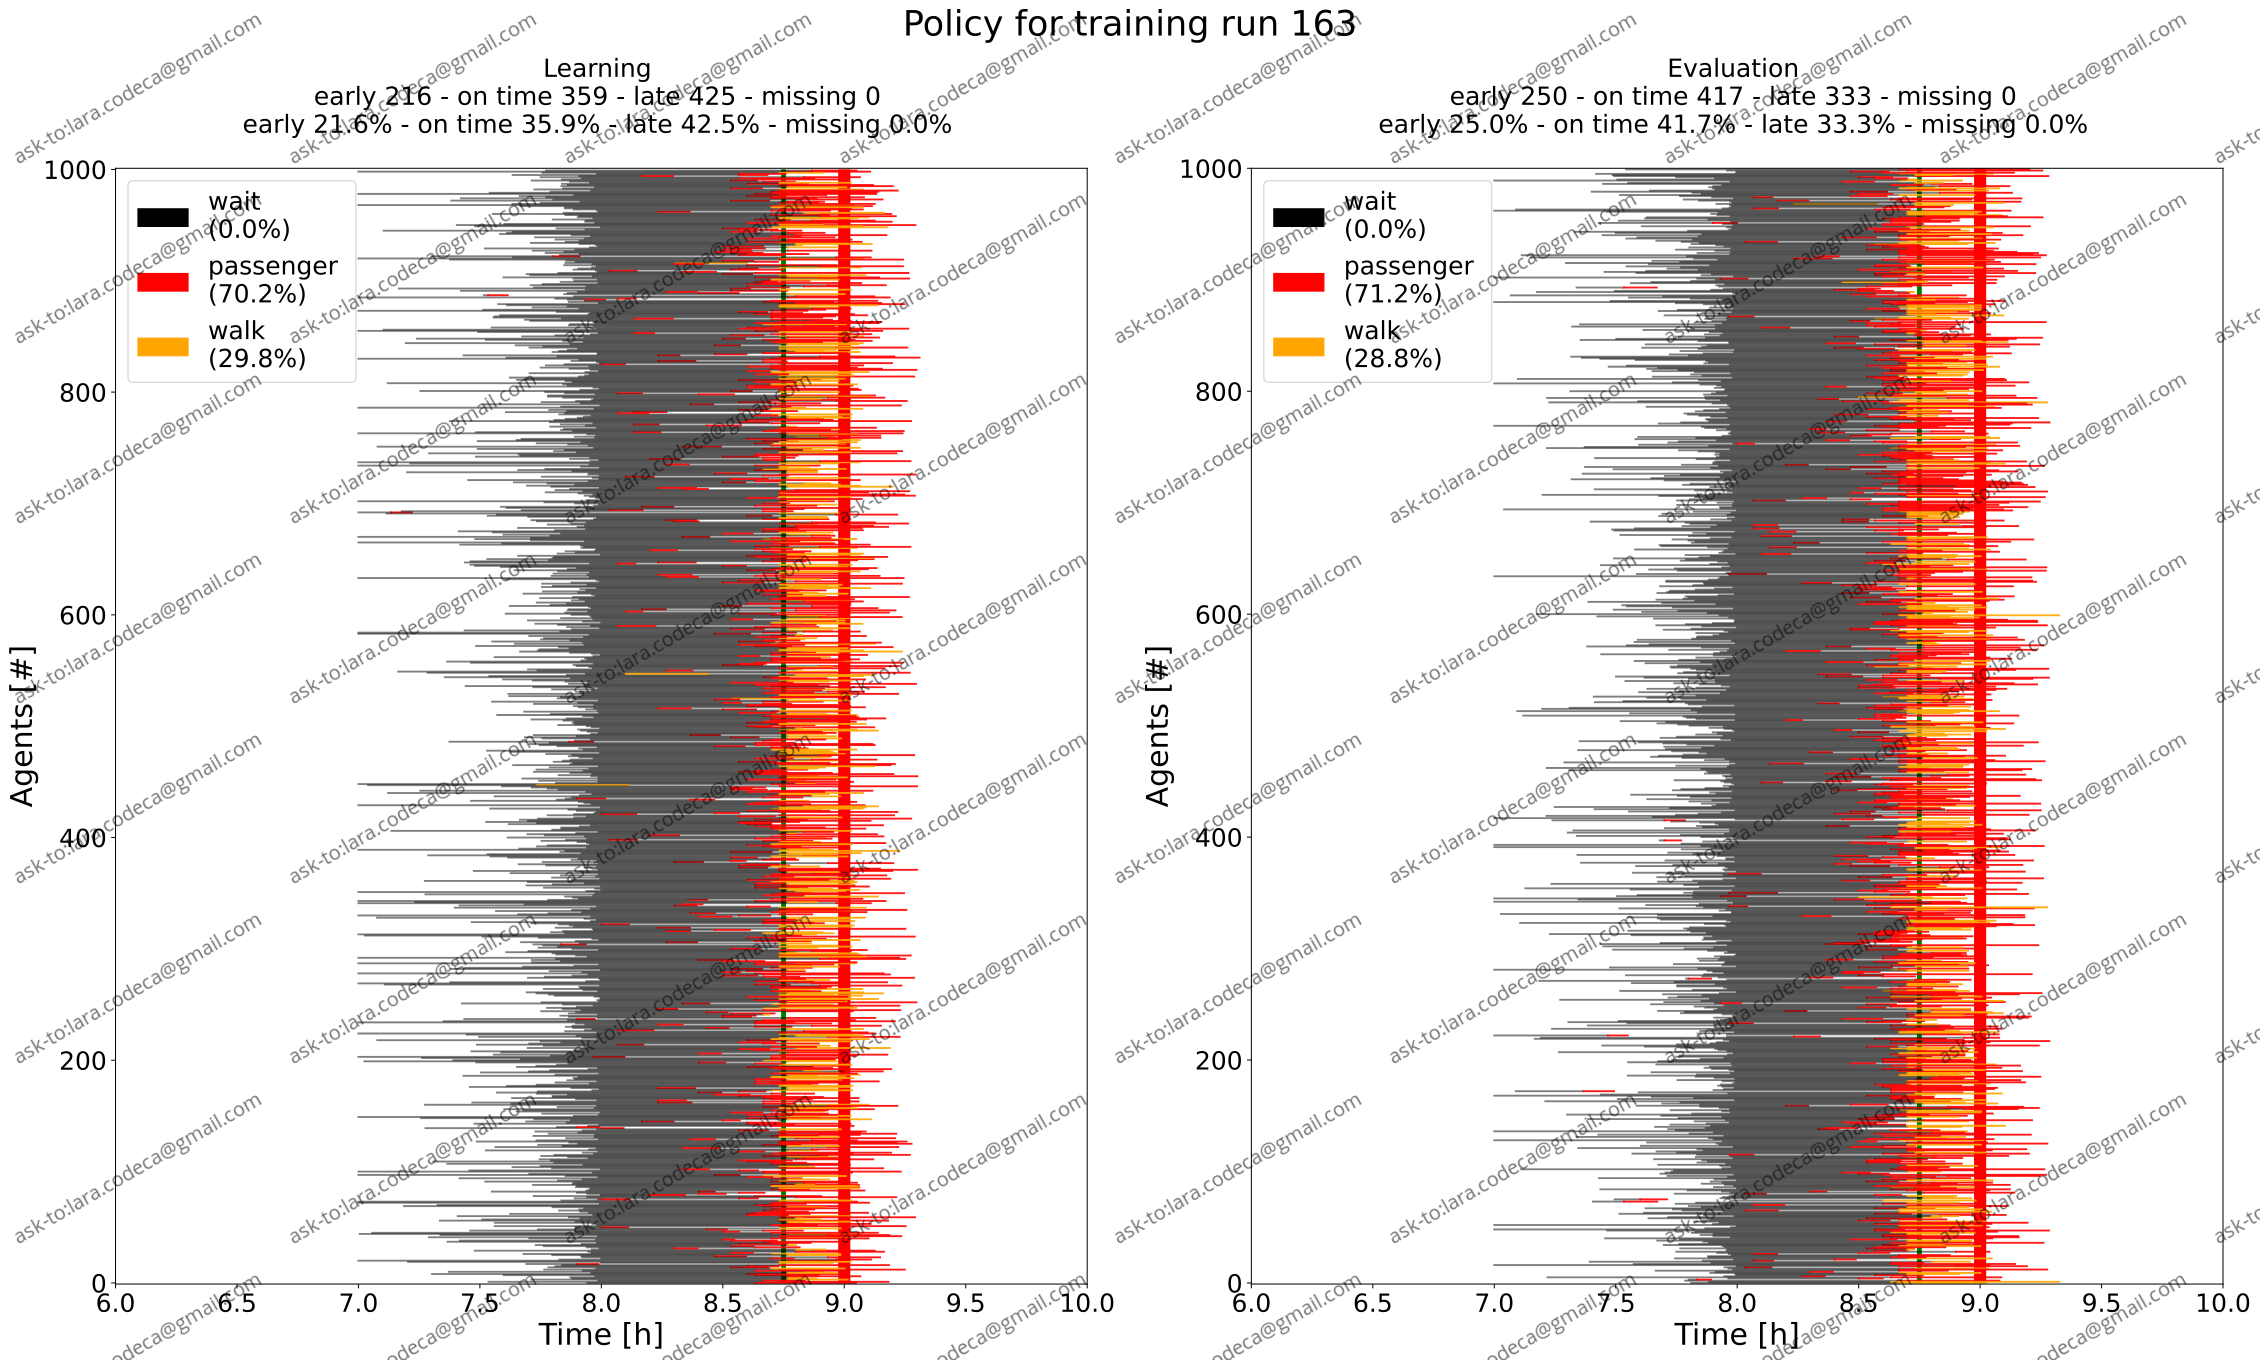 Policy for training run 163
Learning
early 216 - on time 359 - late 425 - missing 0
early 21.6% - on time 35.9% - late 42.5% - missing 0.0%
Evaluation
early 250 - on time 417 - late 333 - missing 0
early 25.0% - on time 41.7% - late 33.3% - missing 0.0%
wait
(0.0%)
passenger
(70.2%)
walk
(29.8%)
1000
800
600
400
200
0
Agents [#]
6.0 6.5 7.0 7.5 8.0 8.5 9.0 9.5 10.0
Time [h]
wait
(0.0%)
passenger
(71.2%)
walk
(28.8%)
1000
800
600
400
200
0
Agents [#]
6.0 6.5 7.0 7.5 8.0 8.5 9.0 9.5 10.0
Time [h]
ask-to:lara.codeca@gmail.com